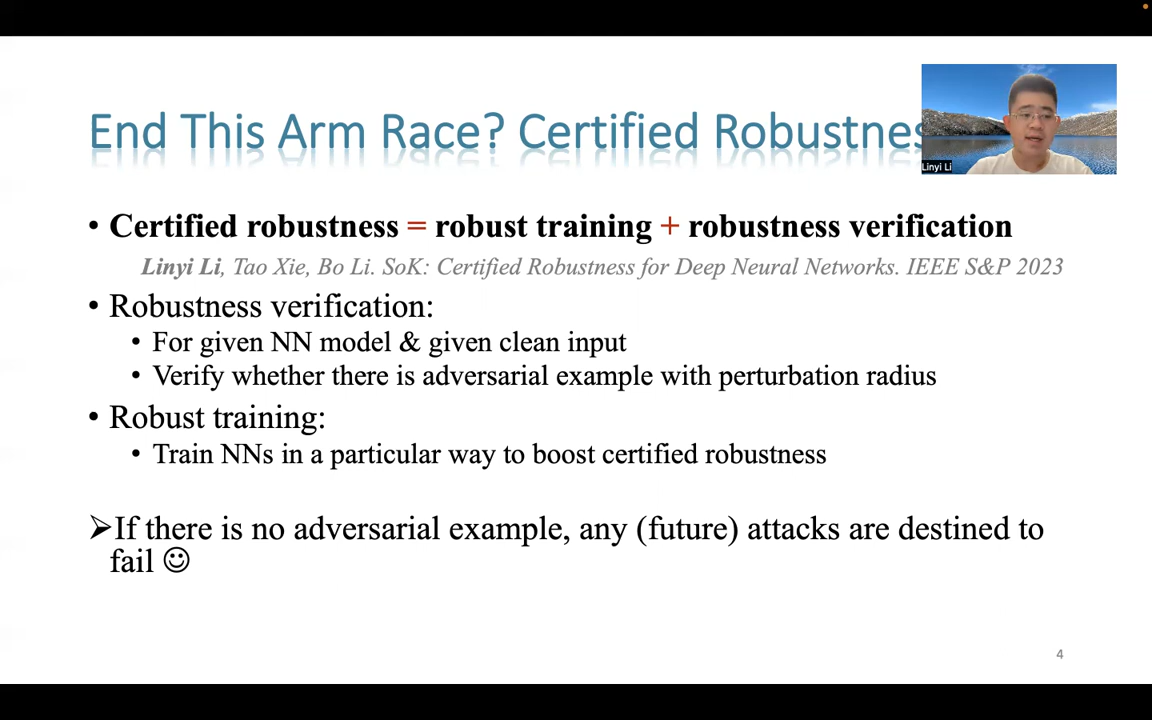 End This Arm Race? Certified Robustnes
Linyi Li
• Certified robustness = robust training + robustness verification
Linyi Li, Tao Xie, Bo Li. SoK: Certified Robustness for Deep Neural Networks. IEEE S&P 2023
• Robustness verification:
• For given NN model & given clean input
• Verify whether there is adversarial example with perturbation radius
• Robust training:
• Train NNs in a particular way to boost certified robustness
➢If there is no adversarial example, any (future) attacks are destined to
fail ☺
4